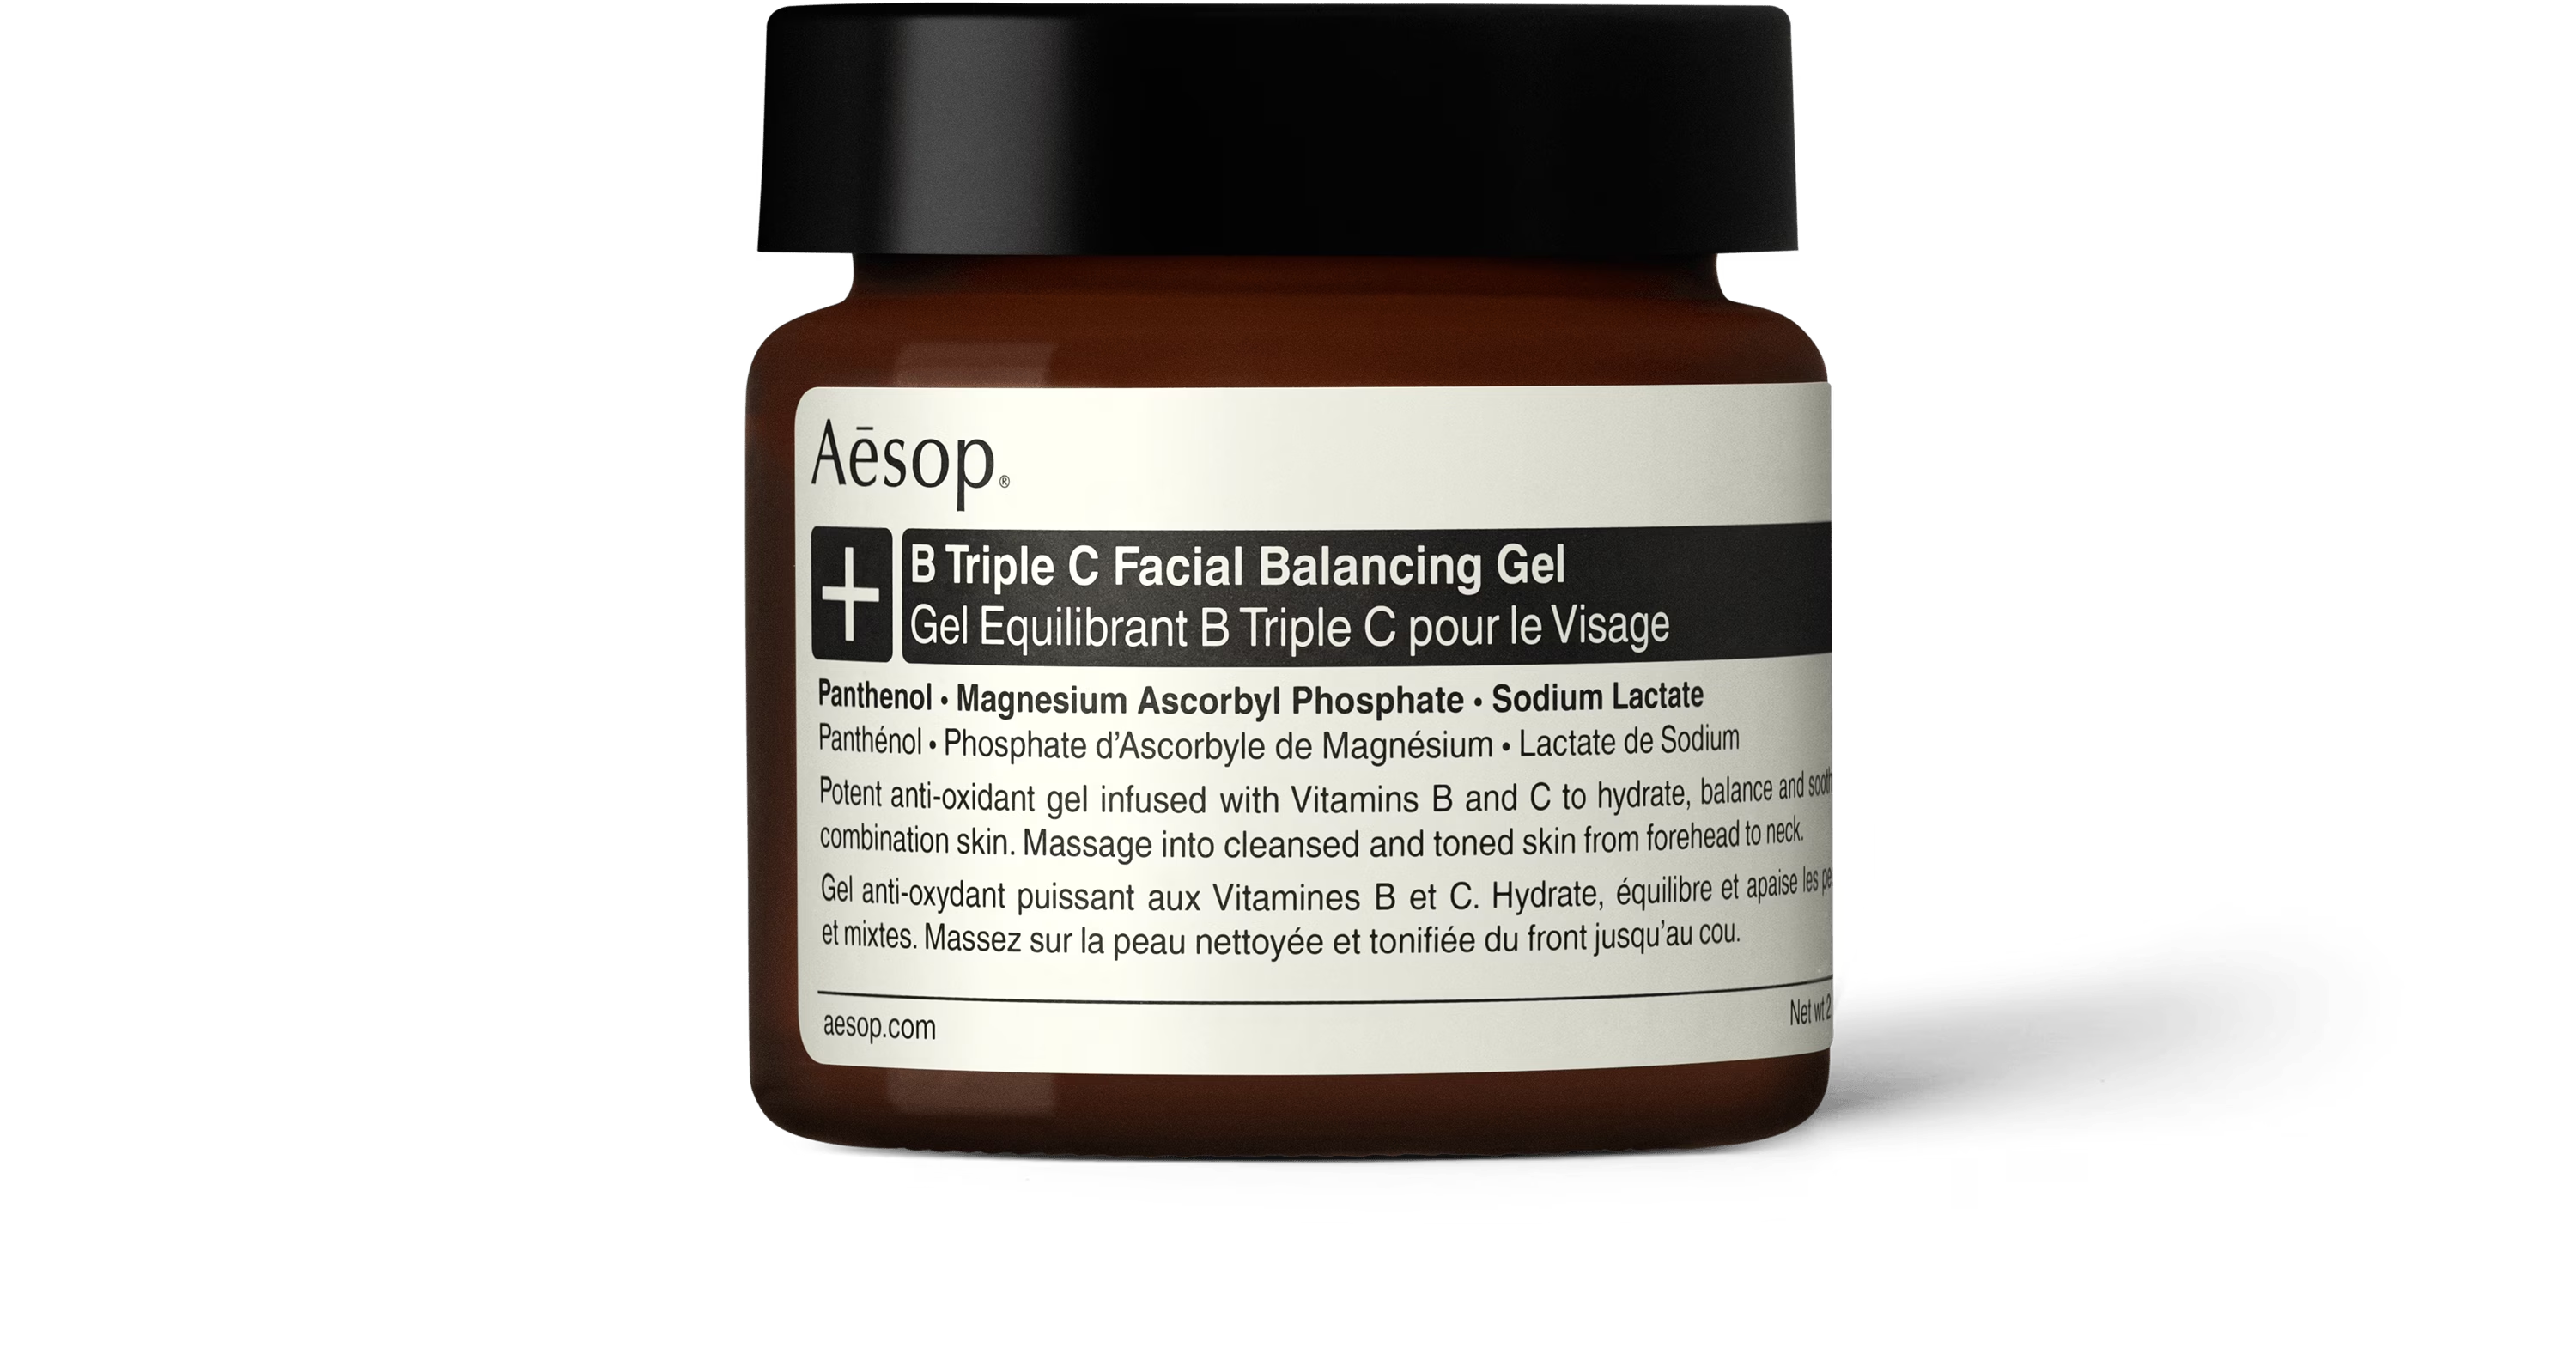 Aēsop®
B Triple C Facial Balancing Gel
Gel Equilibrant B Triple C pour le Visage
Panthenol • Magnesium Ascorbyl Phosphate • Sodium Lactate
Panthénol • Phosphate d'Ascorbyle de Magnésium • Lactate de Sodium
Potent anti-oxidant gel infused with Vitamins B and C to hydrate, balance and
combination skin. Massage into cleansed and toned skin from forehead to neck.
Gel anti-oxydant puissant aux Vitamines B et C. Hydrate, équilibre et apaise les
et mixtes. Massez sur la peau nettoyée et tonifiée du front jusqu'au cou.
aesop.com
Net wt 2